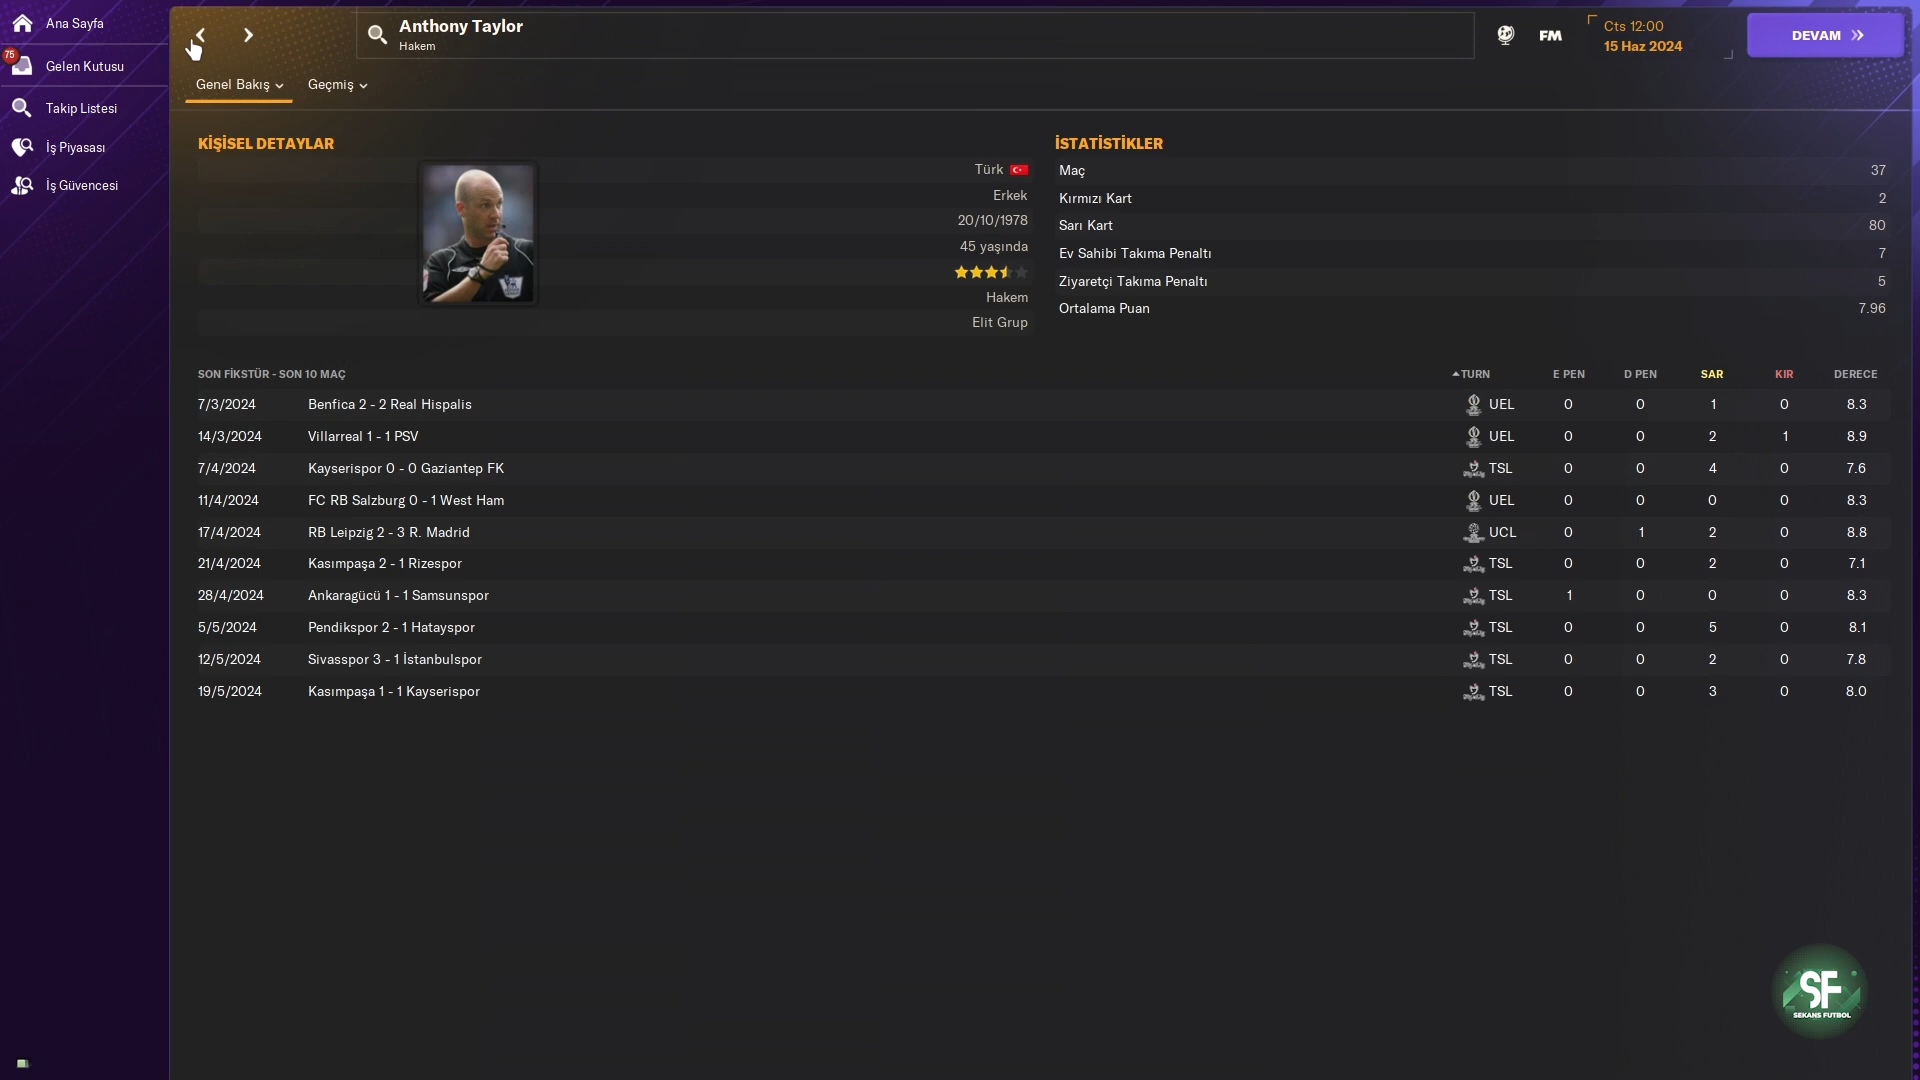 Ana Sayfa
75
Gelen Kutusu
Takip Listesi
İş Piyasası
İş Güvencesi
Anthony Taylor
Hakem
FM
Cts 12:00
15 Haz 2024
DEVAM
Genel Bakış
Geçmiş
KİŞİSEL DETAYLAR
Türk
Erkek
20/10/1978
45 yaşında
Hakem
Elit Grup
İSTATİSTİKLER
Maç 37
Kırmızı Kart 2
Sarı Kart 80
Ev Sahibi Takıma Penaltı 7
Ziyaretçi Takıma Penaltı 5
Ortalama Puan 7.96
SON FİKSTÜR - SON 10 MAÇ TURN E PEN D PEN SAR KIR DERECE
7/3/2024 Benfica 2 - 2 Real Hispalis UEL 0 0 1 0 8.3
14/3/2024 Villarreal 1 - 1 PSV UEL 0 0 2 1 8.9
7/4/2024 Kayserispor 0 - 0 Gaziantep FK TSL 0 0 4 0 7.6
11/4/2024 FC RB Salzburg 0 - 1 West Ham UEL 0 0 0 0 8.3
17/4/2024 RB Leipzig 2 - 3 R. Madrid UCL 0 1 2 0 8.8
21/4/2024 Kasımpaşa 2 - 1 Rizespor TSL 0 0 2 0 7.1
28/4/2024 Ankaragücü 1 - 1 Samsunspor TSL 1 0 0 0 8.3
5/5/2024 Pendikspor 2 - 1 Hatayspor TSL 0 0 5 0 8.1
12/5/2024 Sivasspor 3 - 1 İstanbulspor TSL 0 0 2 0 7.8
19/5/2024 Kasımpaşa 1 - 1 Kayserispor TSL 0 0 3 0 8.0
SF
SEKANS FUTBOL